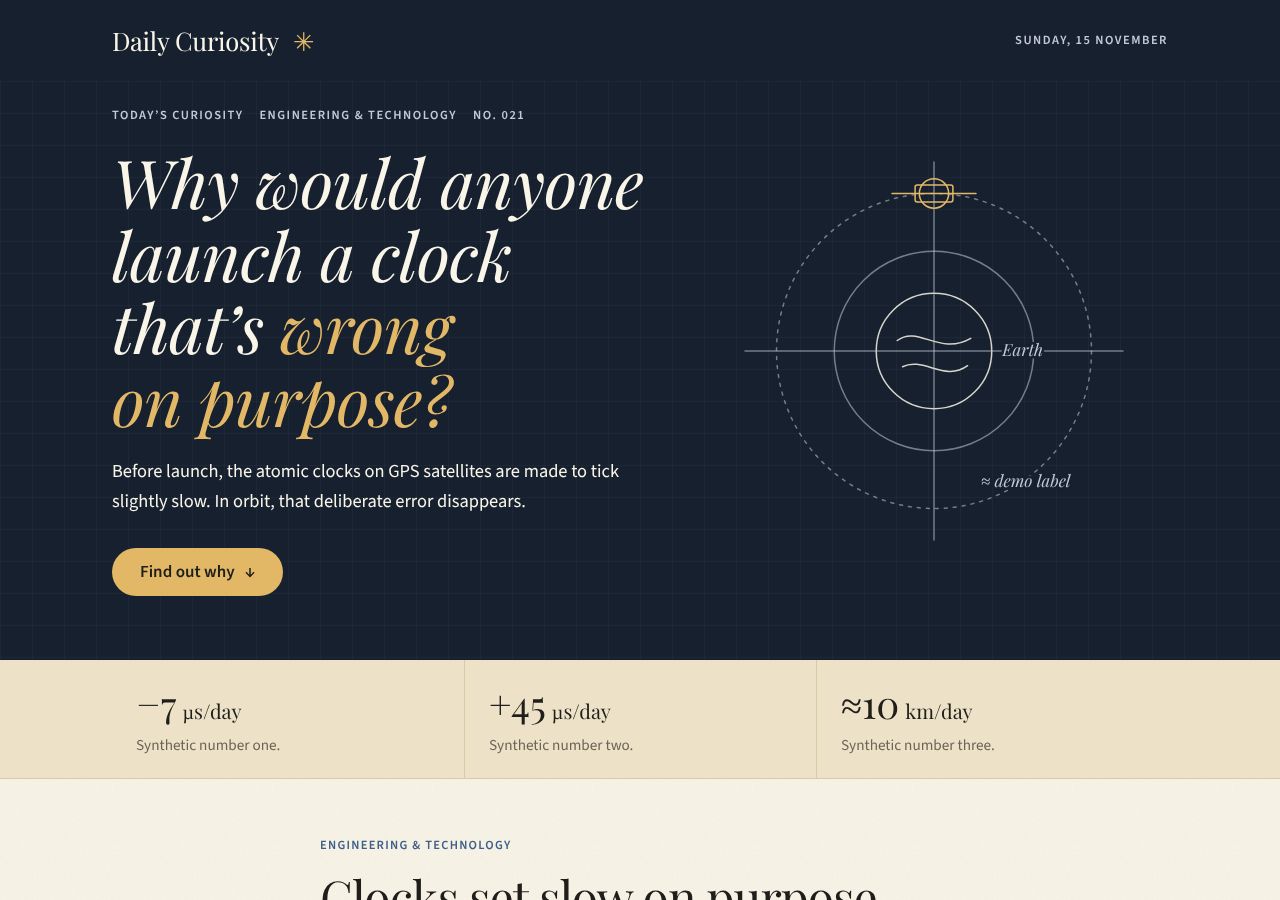 Daily Curiosity ✳
SUNDAY, 15 NOVEMBER
TODAY’S CURIOSITY ENGINEERING & TECHNOLOGY NO. 021
Why would anyone
launch a clock
that’s wrong
on purpose?
Before launch, the atomic clocks on GPS satellites are made to tick
slightly slow. In orbit, that deliberate error disappears.
Find out why ↓
Earth
≈ demo label
−7 µs/day
Synthetic number one.
+45 µs/day
Synthetic number two.
≈10 km/day
Synthetic number three.
ENGINEERING & TECHNOLOGY
Clocks set slow on purpose